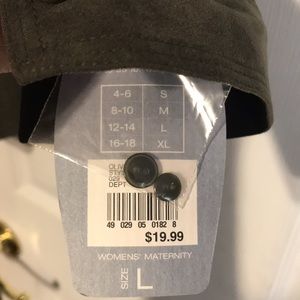 4-6 S
8-10 M
12-14 L
16-18 XL
DEPT
49 029 05 0182 8
$19.99
WOMENS' MATERNITY
SIZE L